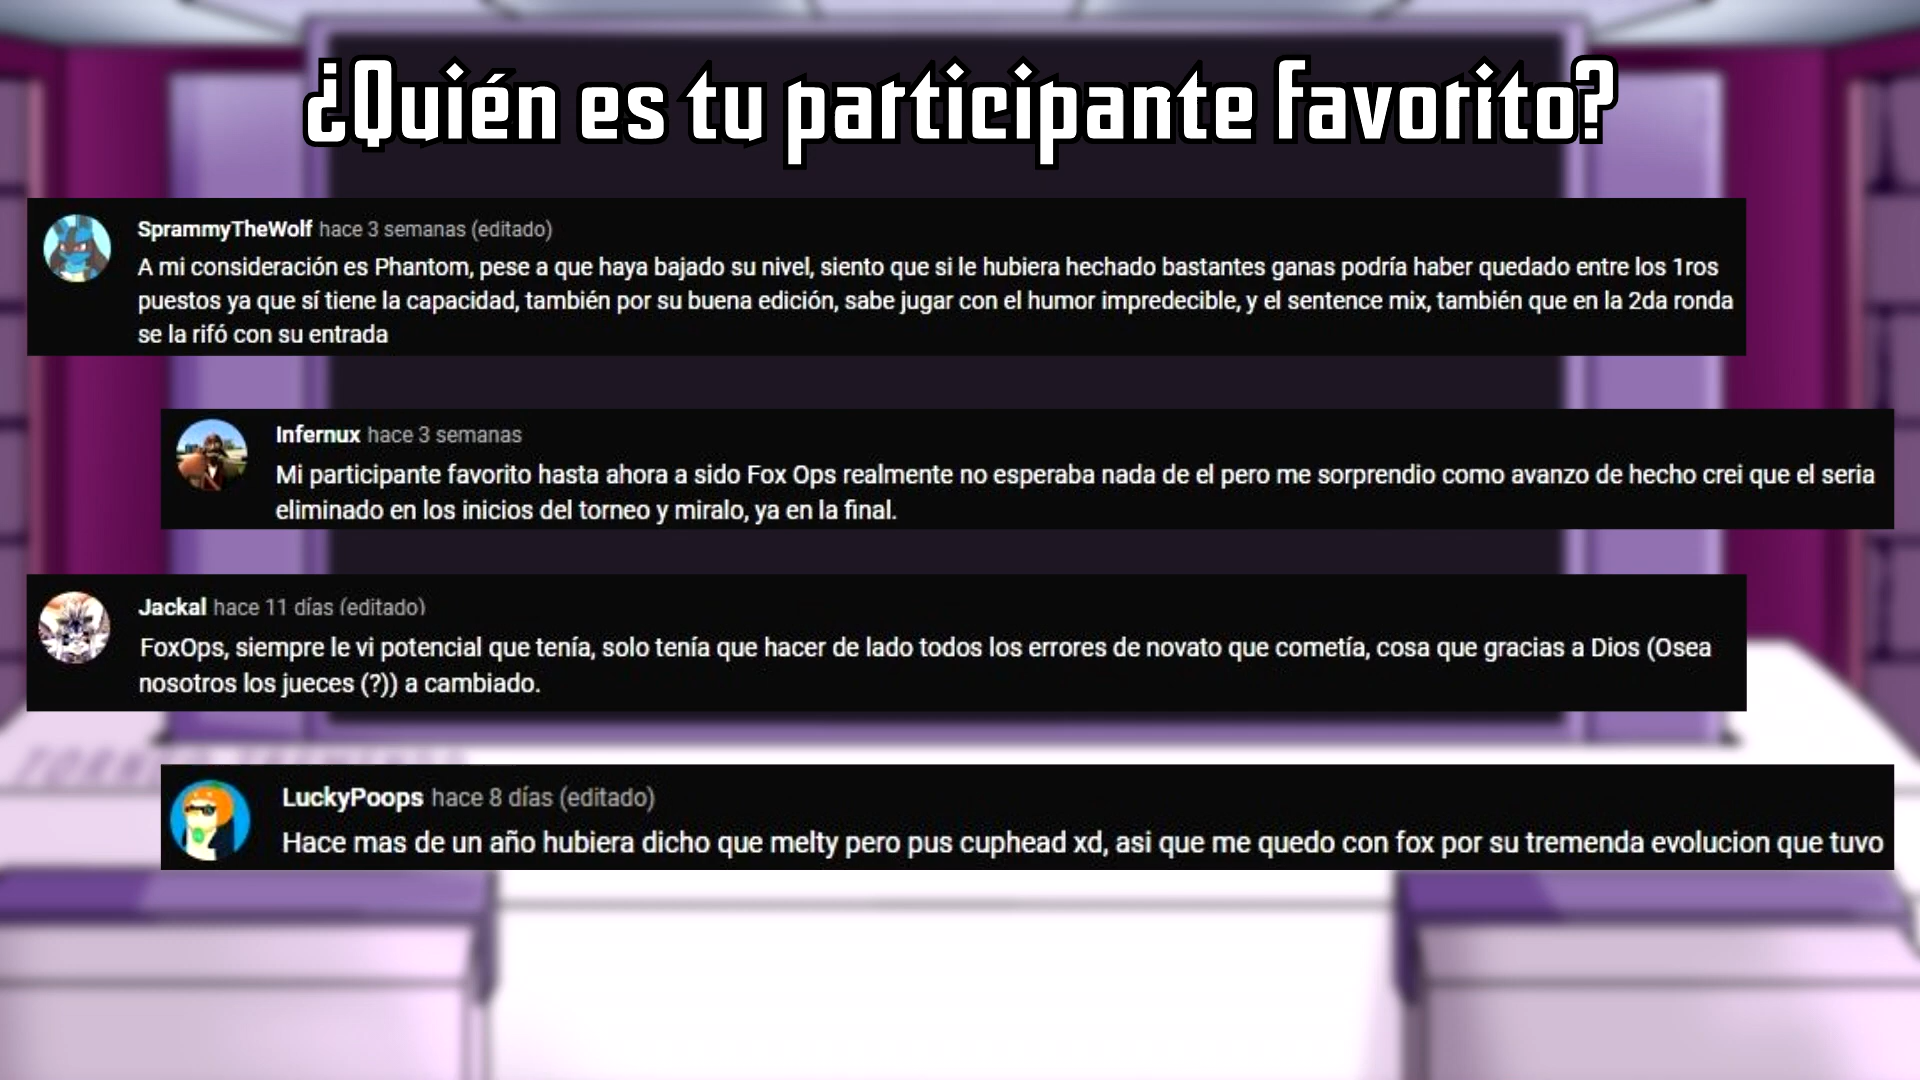 ¿Quién es tu participante favorito?
SprammyTheWolf hace 3 semanas (editado)
A mi consideración es Phantom, pese a que haya bajado su nivel, siento que si le hubiera hechado bastantes ganas podría haber quedado entre los 1ros
puestos ya que sí tiene la capacidad, también por su buena edición, sabe jugar con el humor impredecible, y el sentence mix, también que en la 2da ronda
se la rifó con su entrada
Infernux hace 3 semanas
Mi participante favorito hasta ahora a sido Fox Ops realmente no esperaba nada de el pero me sorprendio como avanzo de hecho crei que el seria
eliminado en los inicios del torneo y miralo, ya en la final.
Jackal hace 11 días (editado)
FoxOps, siempre le vi potencial que tenía, solo tenía que hacer de lado todos los errores de novato que cometía, cosa que gracias a Dios (Osea
nosotros los jueces (?)) a cambiado.
LuckyPoops hace 8 días (editado)
Hace mas de un año hubiera dicho que melty pero pus cuphead xd, asi que me quedo con fox por su tremenda evolucion que tuvo